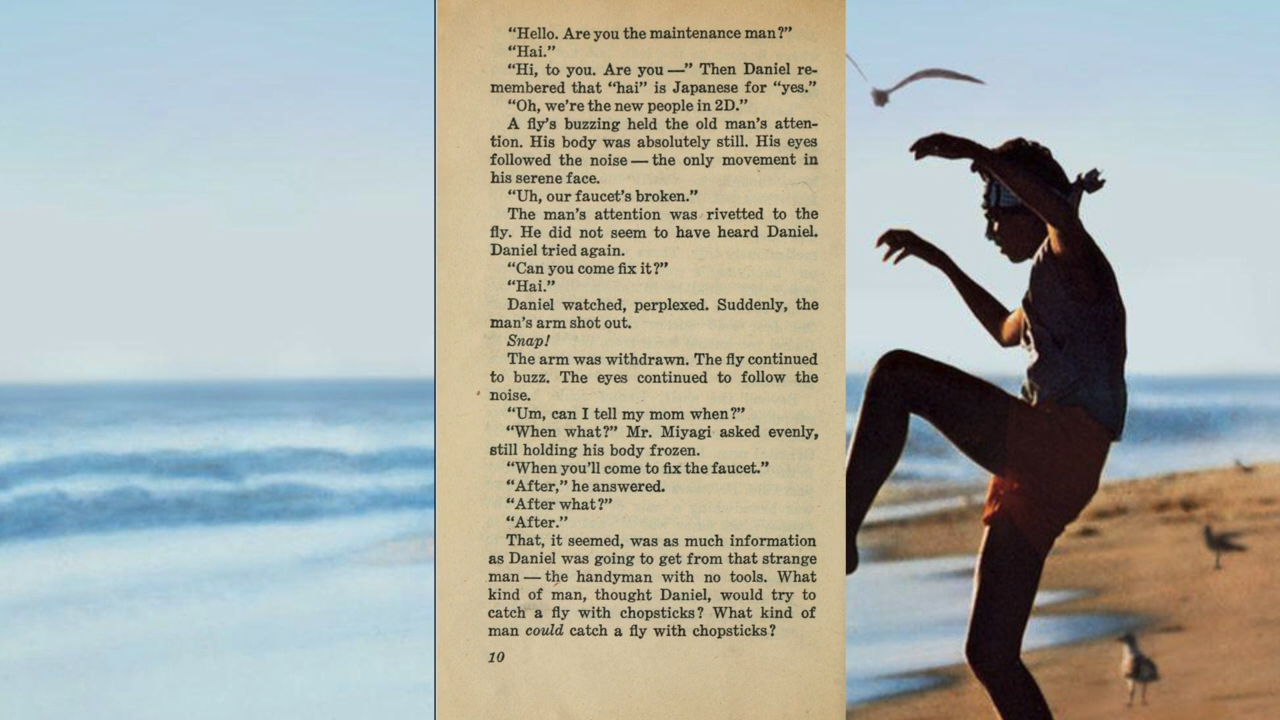 “Hello. Are you the maintenance man?”
“Hai.”
“Hi, to you. Are you —” Then Daniel re-
membered that “hai” is Japanese for “yes.”
“Oh, we’re the new people in 2D.”
A fly’s buzzing held the old man’s atten-
tion. His body was absolutely still. His eyes
followed the noise — the only movement in
his serene face.
“Uh, our faucet’s broken.”
The man’s attention was rivetted to the
fly. He did not seem to have heard Daniel.
Daniel tried again.
“Can you come fix it?”
“Hai.”
Daniel watched, perplexed. Suddenly, the
man’s arm shot out.
Snap!
The arm was withdrawn. The fly continued
to buzz. The eyes continued to follow the
noise.
“Um, can I tell my mom when?”
“When what?” Mr. Miyagi asked evenly,
still holding his body frozen.
“When you’ll come to fix the faucet.”
“After,” he answered.
“After what?”
“After.”
That, it seemed, was as much information
as Daniel was going to get from that strange
man — the handyman with no tools. What
kind of man, thought Daniel, would try to
catch a fly with chopsticks? What kind of
man could catch a fly with chopsticks?
10